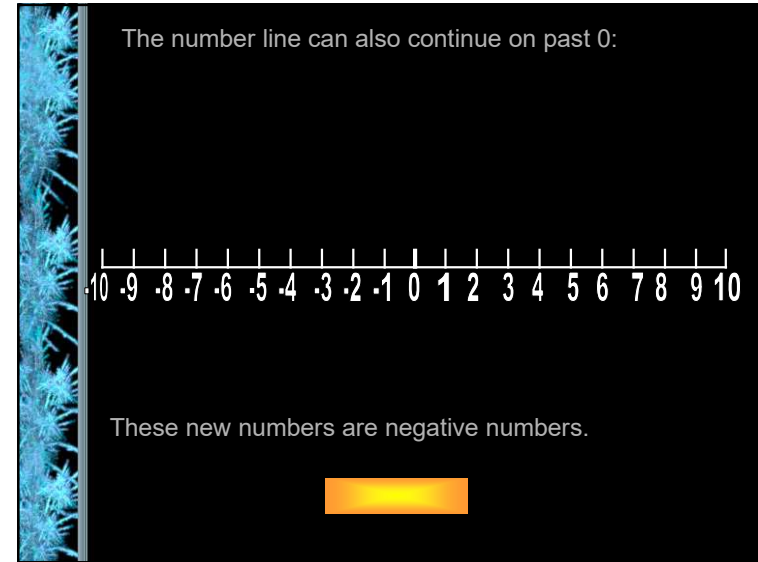 The number line can also continue on past 0:
-10 -9 -8 -7 -6 -5 -4 -3 -2 -1 0 1 2 3 4 5 6 7 8 9 10
These new numbers are negative numbers.